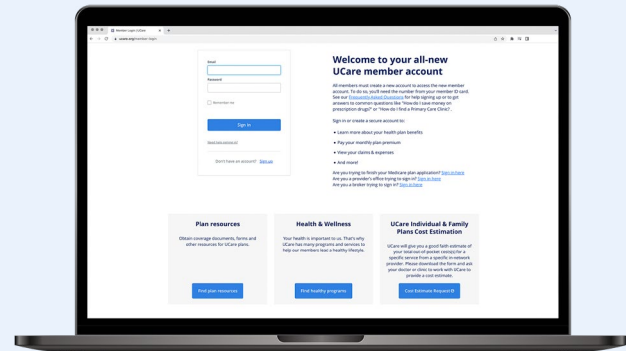 Member Login | UCare
ucare.org/member-login
Email
Password
Remember me
Sign In
Need help signing in?
Don't have an account? Sign up
Welcome to your all-new
UCare member account
All members must create a new account to access the new member
account. To do so, you'll need the number from your member ID card.
See our Frequently Asked Questions for help signing up or to get
answers to common questions like "How do I save money on
prescription drugs?" or "How do I find a Primary Care Clinic?".
Sign in or create a secure account to:
• Learn more about your health plan benefits
• Pay your monthly plan premium
• View your claims & expenses
• And more!
Are you trying to finish your Medicare plan application? Sign in here
Are you a provider's office trying to sign in? Sign in here
Are you a broker trying to sign in? Sign in here
Plan resources
Obtain coverage documents, forms and
other resources for UCare plans.
Find plan resources
Health & Wellness
Your health is important to us. That's why
UCare has many programs and services to
help our members lead a healthy lifestyle.
Find healthy programs
UCare Individual & Family
Plans Cost Estimation
UCare will give you a good faith estimate of
your total out of pocket cost(s) for a
specific service from a specific in-network
provider. Please download the form and ask
your doctor or clinic to work with UCare to
provide a cost estimate.
Cost Estimate Request